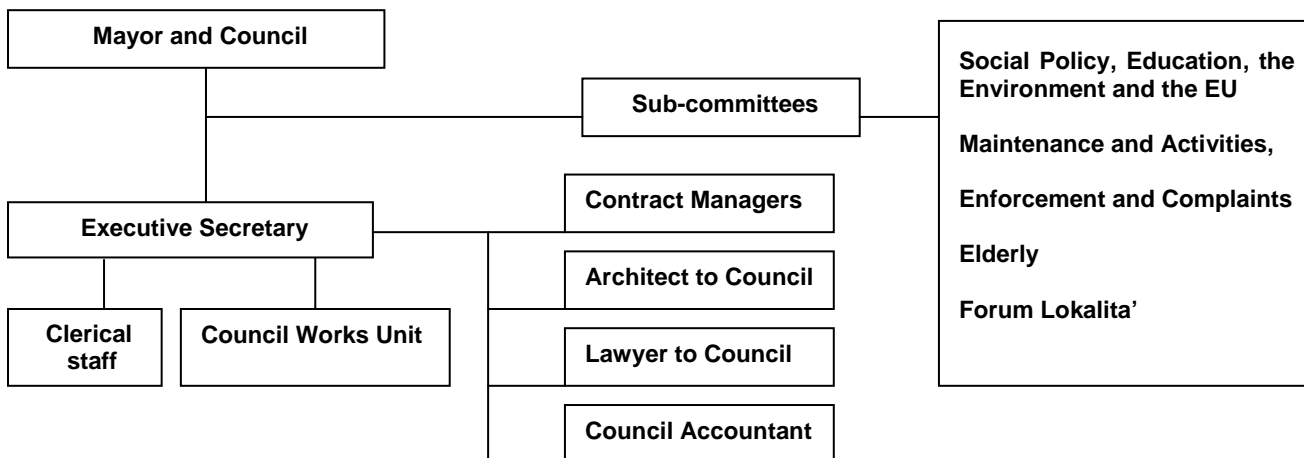 Mayor and Council
Sub-committees
Social Policy, Education, the
Environment and the EU
Maintenance and Activities,
Enforcement and Complaints
Elderly
Forum Lokalita’
Contract Managers
Executive Secretary
Architect to Council
Clerical
staff
Council Works Unit
Lawyer to Council
Council Accountant